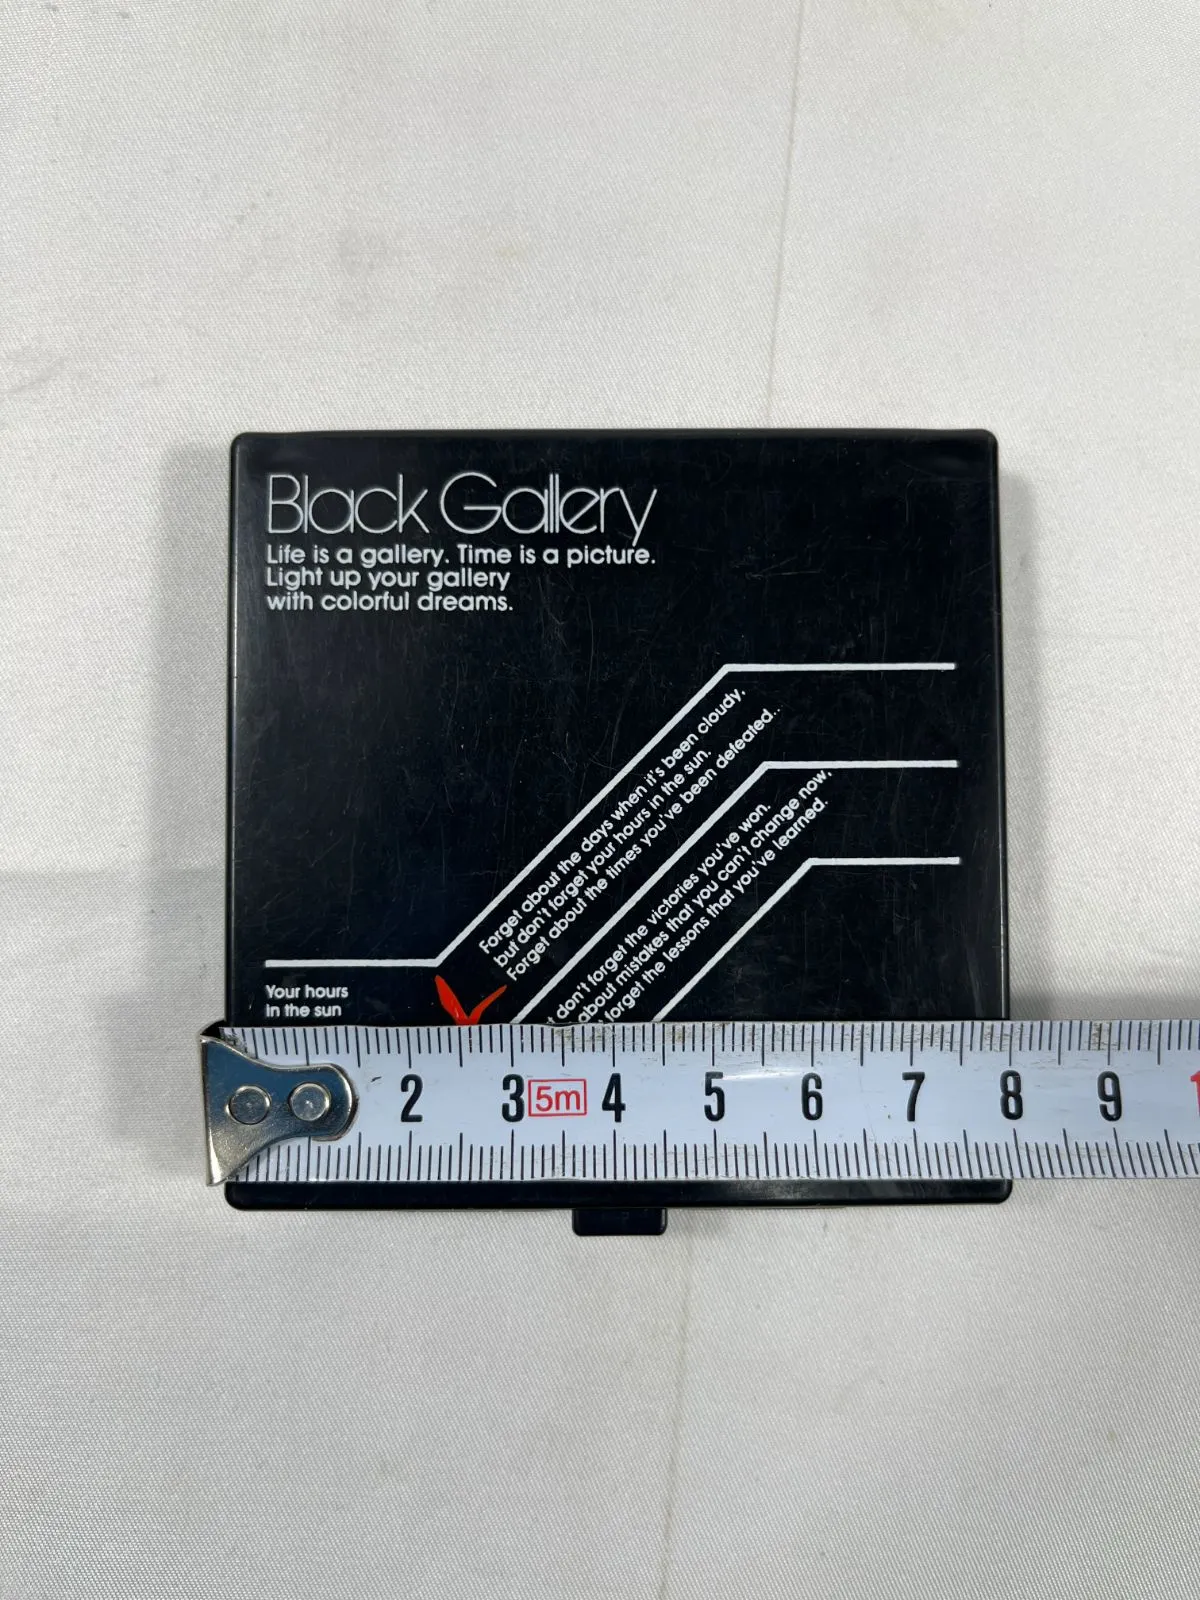 Black Gallery
Life is a gallery. Time is a picture.
Light up your gallery
with colorful dreams.
Forget about the days when it's been cloudy,
but don't forget your hours in the sun.
Forget about the times you've been defeated...
don't forget the victories you've won.
about mistakes that you can't change now,
forget the lessons that you've learned.
Your hours
in the sun
2 3 5m 4 5 6 7 8 9